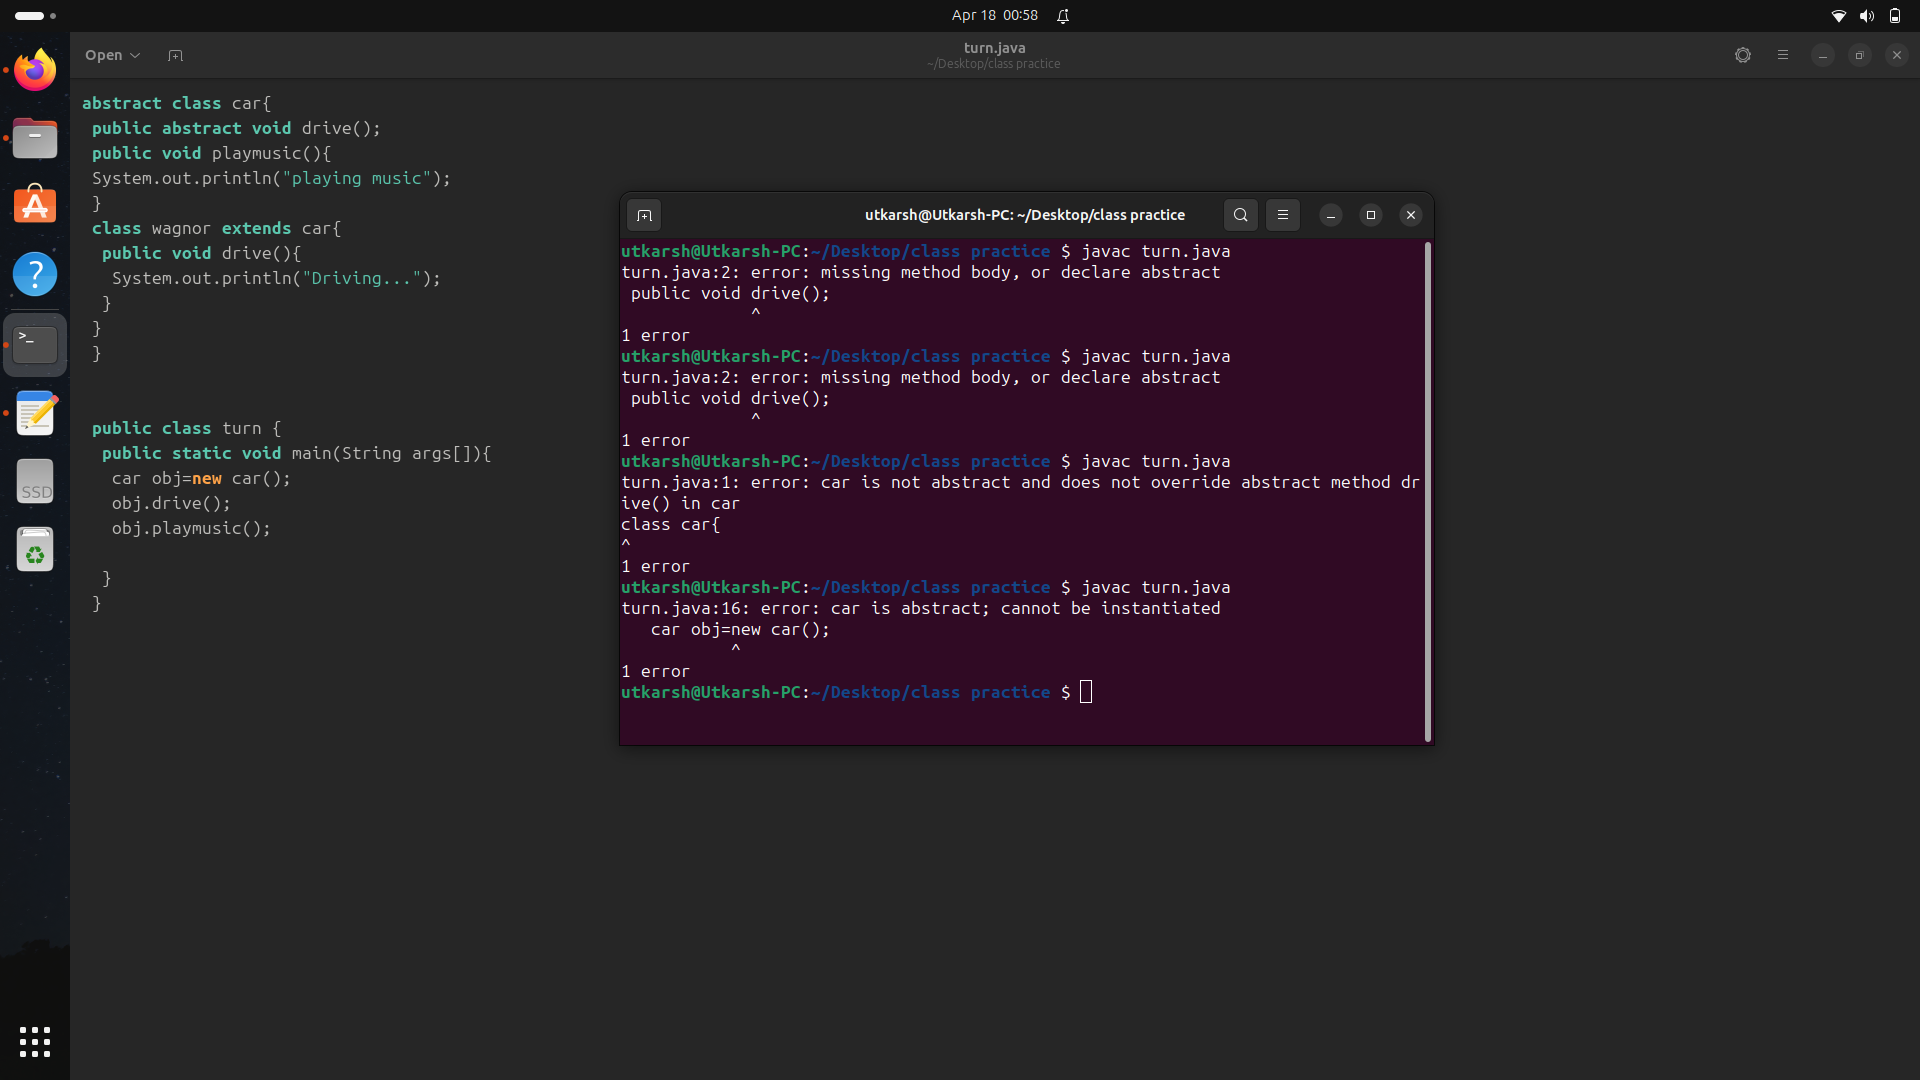 Apr 18 00:58
Open
turn.java
~/Desktop/class practice
abstract class car{
 public abstract void drive();
 public void playmusic(){
 System.out.println("playing music");
 }
 class wagnor extends car{
  public void drive(){
   System.out.println("Driving...");
  }
 }
 }
 public class turn {
  public static void main(String args[]){
   car obj=new car();
   obj.drive();
   obj.playmusic();
  }
 }
SSD
utkarsh@Utkarsh-PC: ~/Desktop/class practice
utkarsh@Utkarsh-PC:~/Desktop/class practice $ javac turn.java
turn.java:2: error: missing method body, or declare abstract
 public void drive();
             ^
1 error
utkarsh@Utkarsh-PC:~/Desktop/class practice $ javac turn.java
turn.java:2: error: missing method body, or declare abstract
 public void drive();
             ^
1 error
utkarsh@Utkarsh-PC:~/Desktop/class practice $ javac turn.java
turn.java:1: error: car is not abstract and does not override abstract method dr
ive() in car
class car{
^
1 error
utkarsh@Utkarsh-PC:~/Desktop/class practice $ javac turn.java
turn.java:16: error: car is abstract; cannot be instantiated
   car obj=new car();
           ^
1 error
utkarsh@Utkarsh-PC:~/Desktop/class practice $